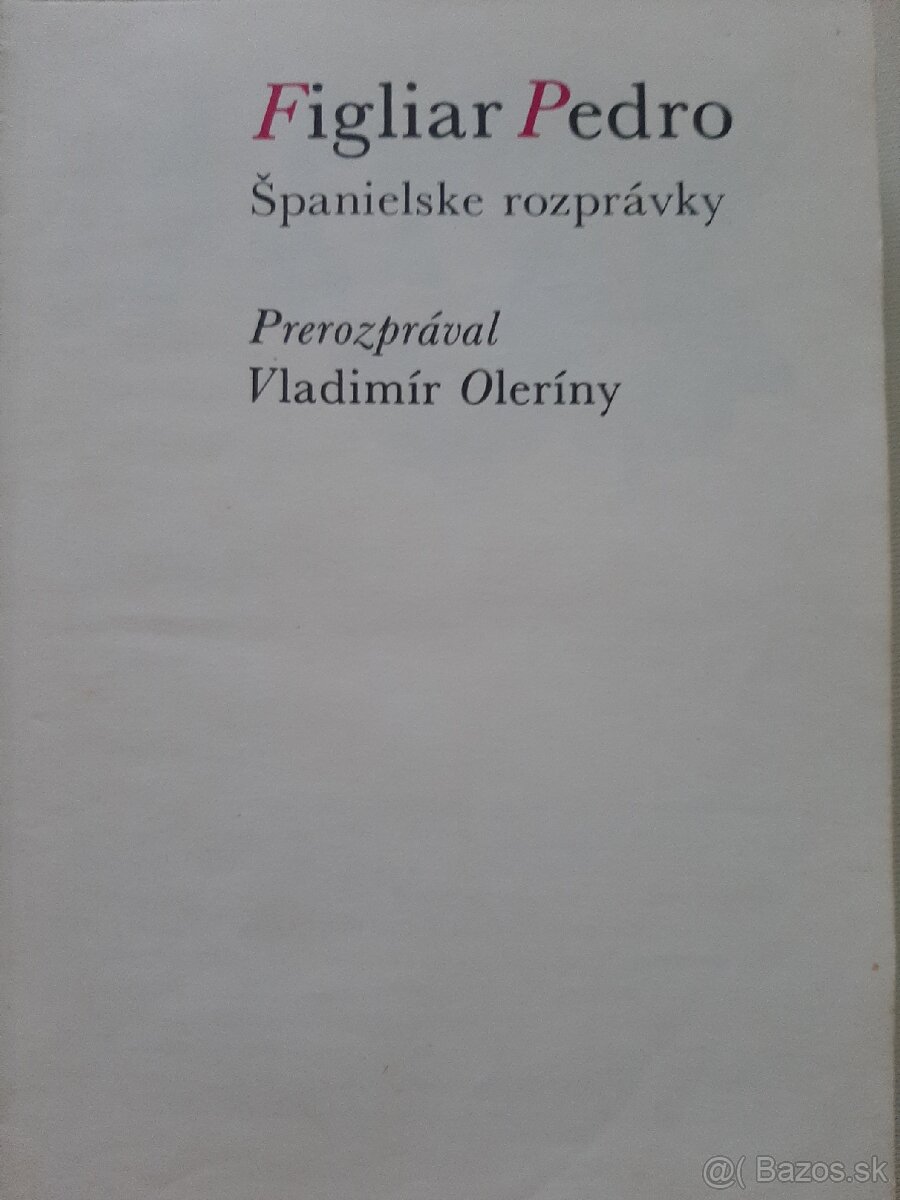 Figliar Pedro
Španielske rozprávky
Prerozprával
Vladimír Oleríny
@( Bazos.sk